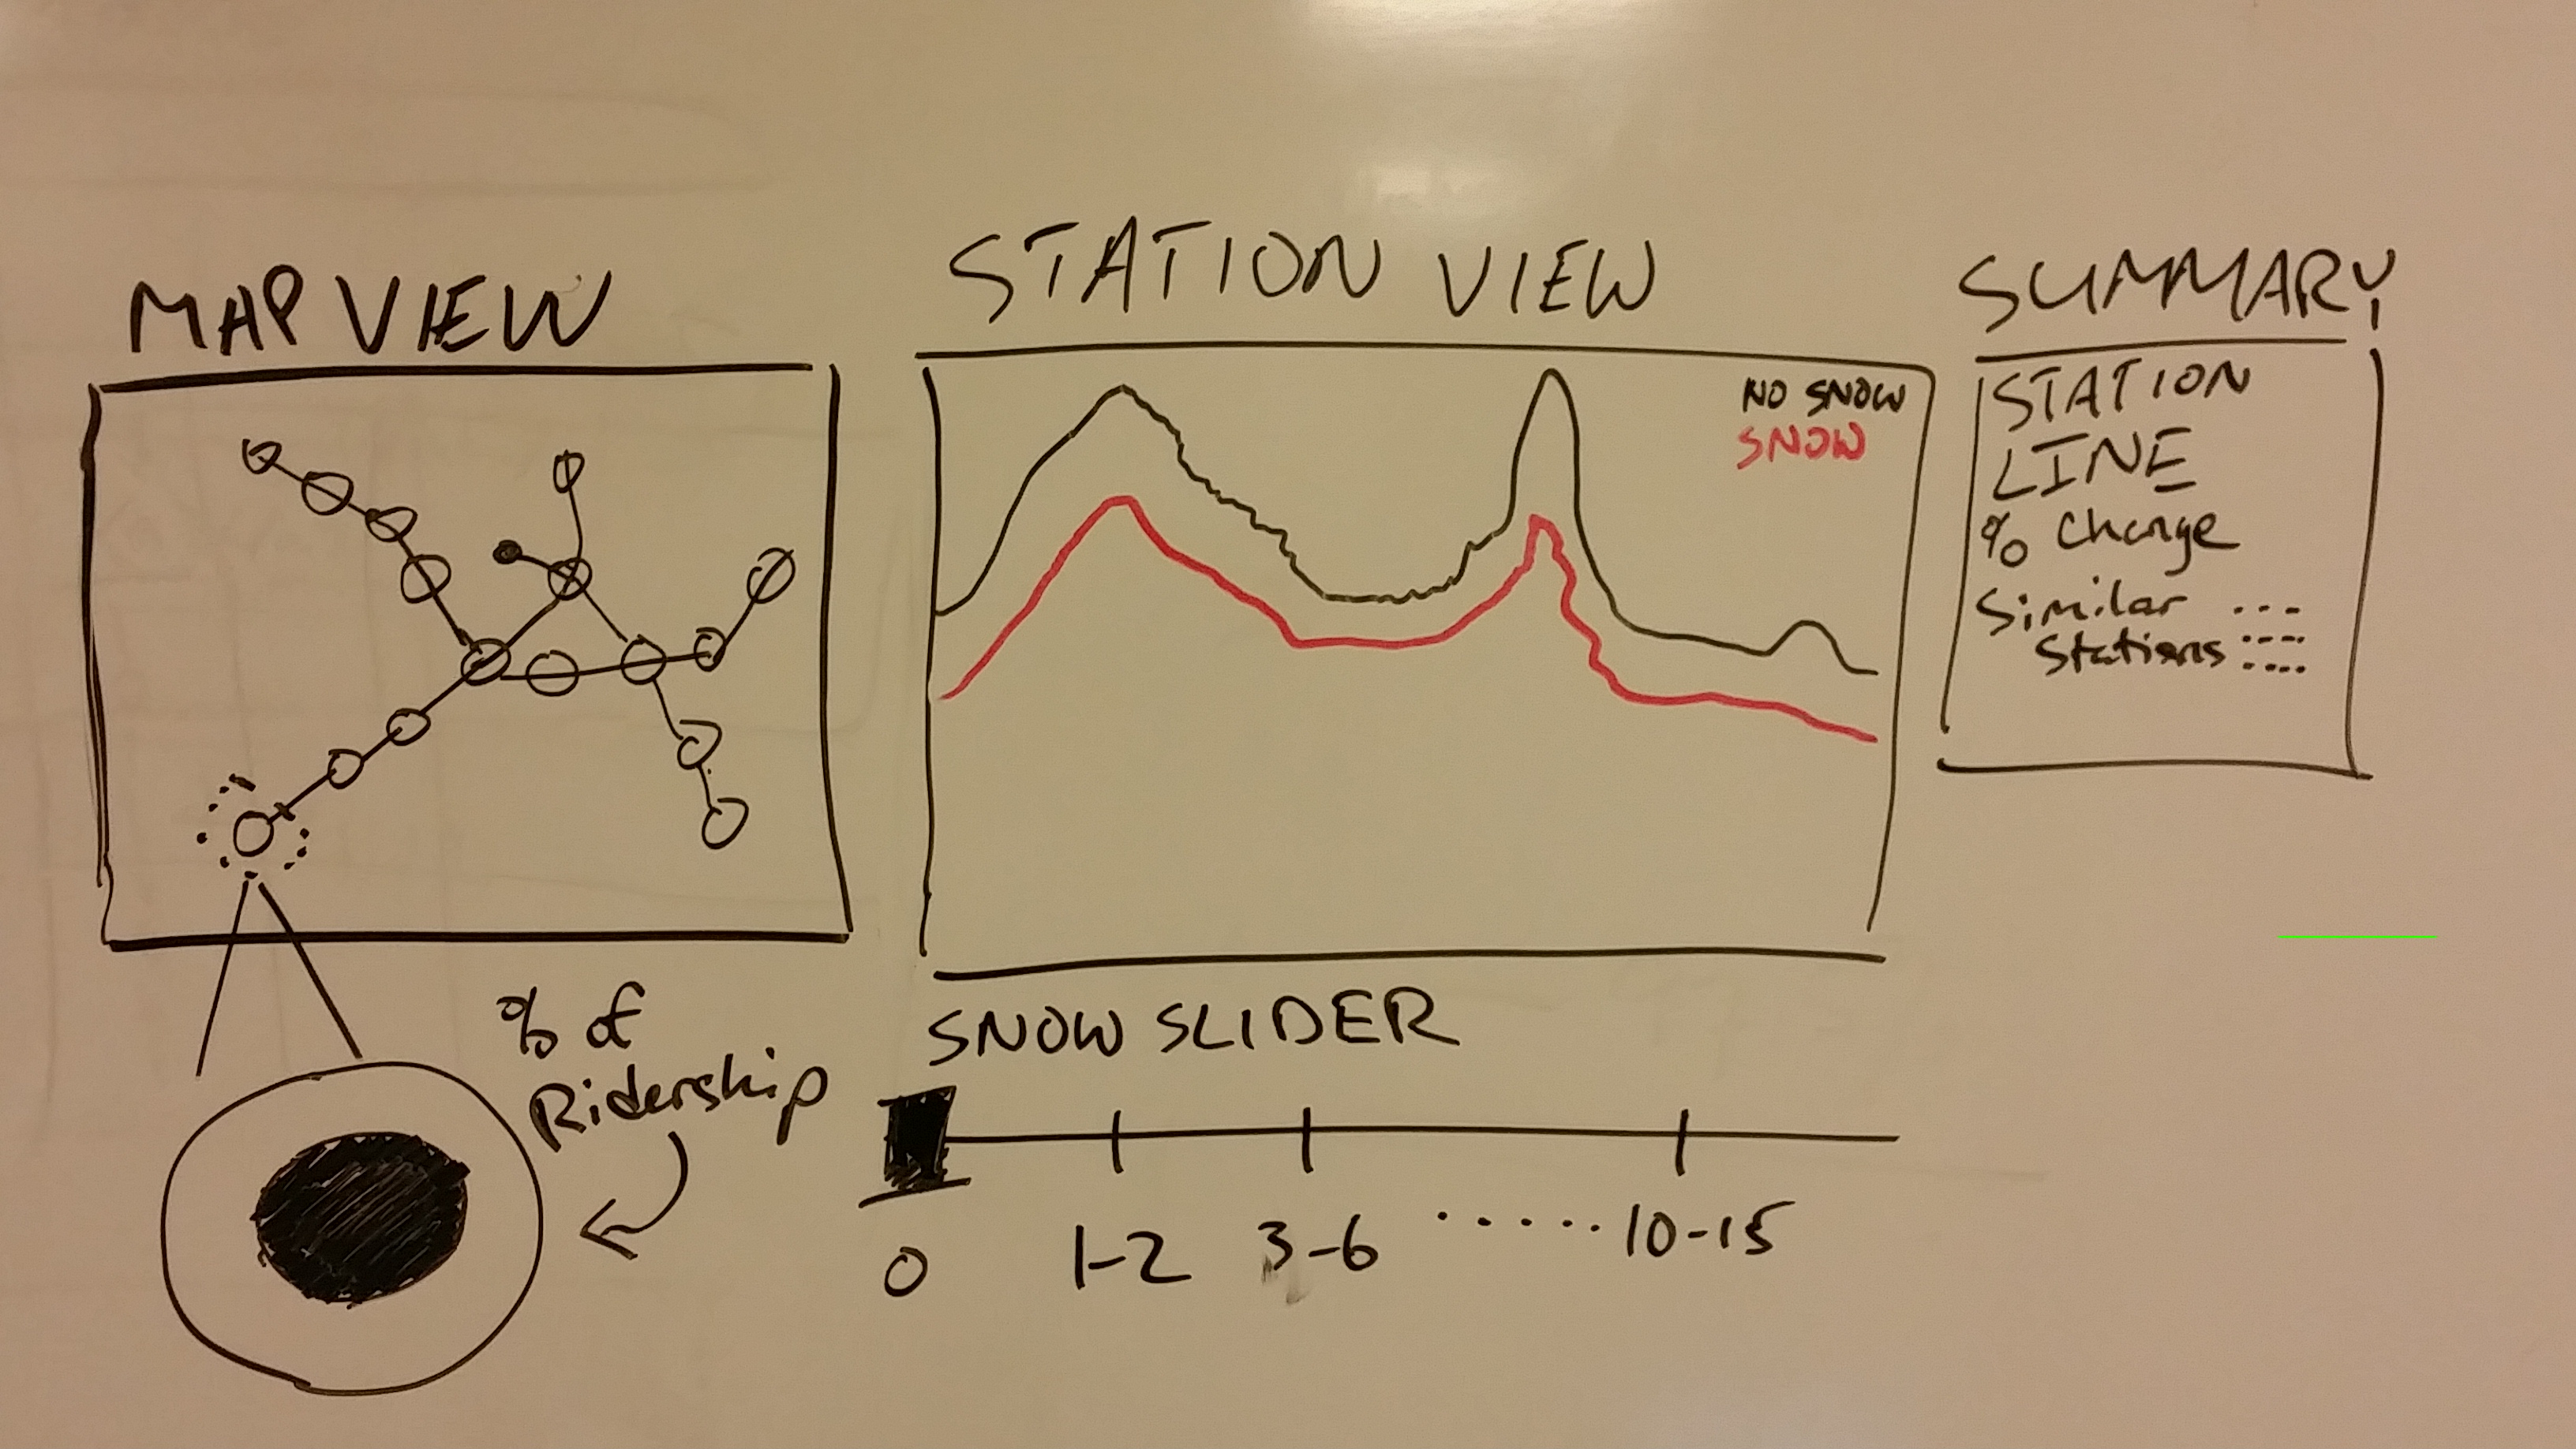 MAP VIEW
% of
Ridership
STATION VIEW
NO SNOW
SNOW
SNOW SLIDER
0 1-2 3-6 ...... 10-15
SUMMARY
STATION
LINE
% Change
Similar ...
Stations